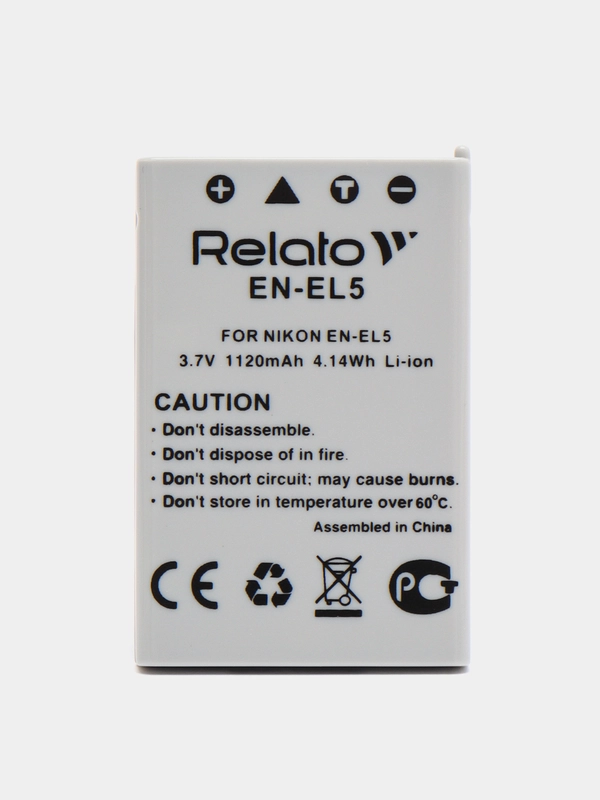 + T −
Relato
EN-EL5
FOR NIKON EN-EL5
3.7V 1120mAh 4.14Wh Li-ion
CAUTION
· Don't disassemble.
· Don't dispose of in fire.
· Don't short circuit; may cause burns.
· Don't store in temperature over 60°C.
Assembled in China
CE PCT